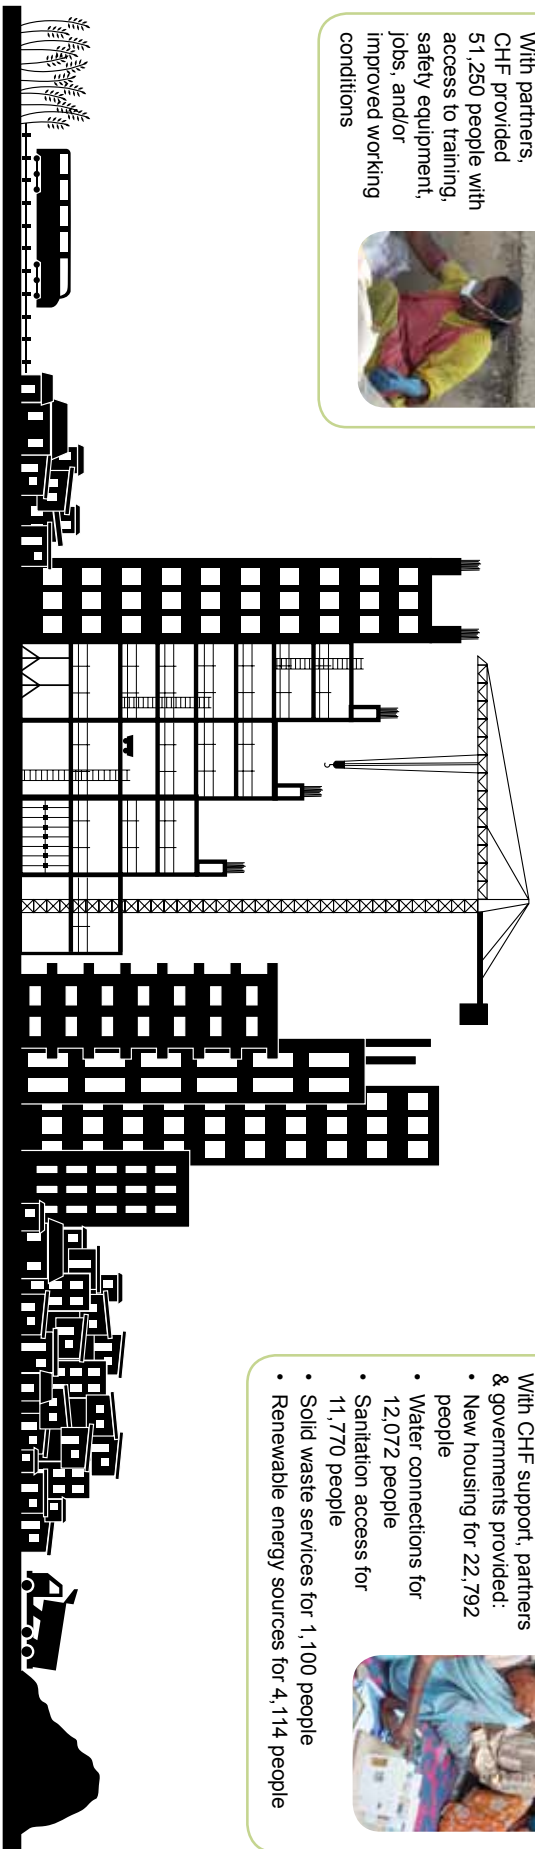 With partners,
CHF provided
51,250 people with
access to training,
safety equipment,
jobs, and/or
improved working
conditions
With CHF support, partners
& governments provided:
• New housing for 22,792
people
• Water connections for
12,072 people
• Sanitation access for
11,770 people
• Solid waste services for 1,100 people
• Renewable energy sources for 4,114 people